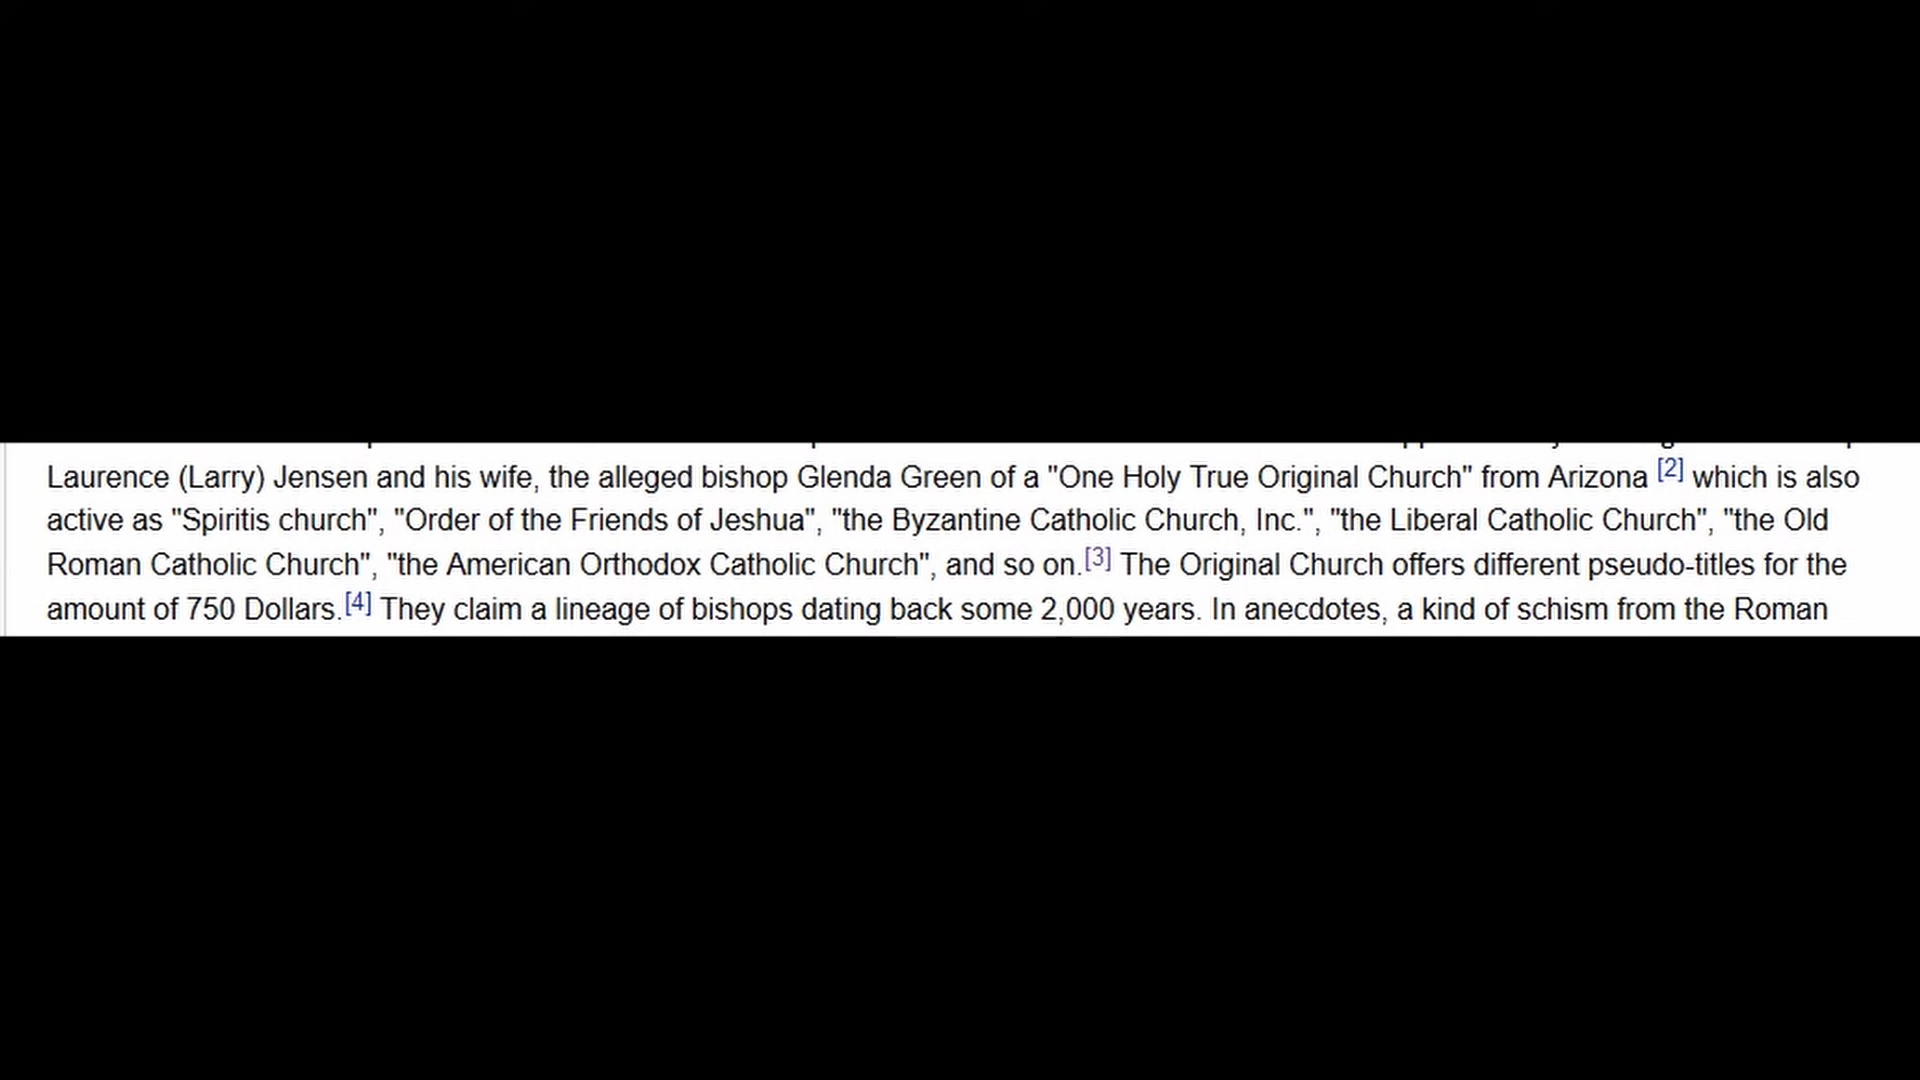 Laurence (Larry) Jensen and his wife, the alleged bishop Glenda Green of a "One Holy True Original Church" from Arizona [2] which is also
active as "Spiritis church", "Order of the Friends of Jeshua", "the Byzantine Catholic Church, Inc.", "the Liberal Catholic Church", "the Old
Roman Catholic Church", "the American Orthodox Catholic Church", and so on.[3] The Original Church offers different pseudo-titles for the
amount of 750 Dollars.[4] They claim a lineage of bishops dating back some 2,000 years. In anecdotes, a kind of schism from the Roman